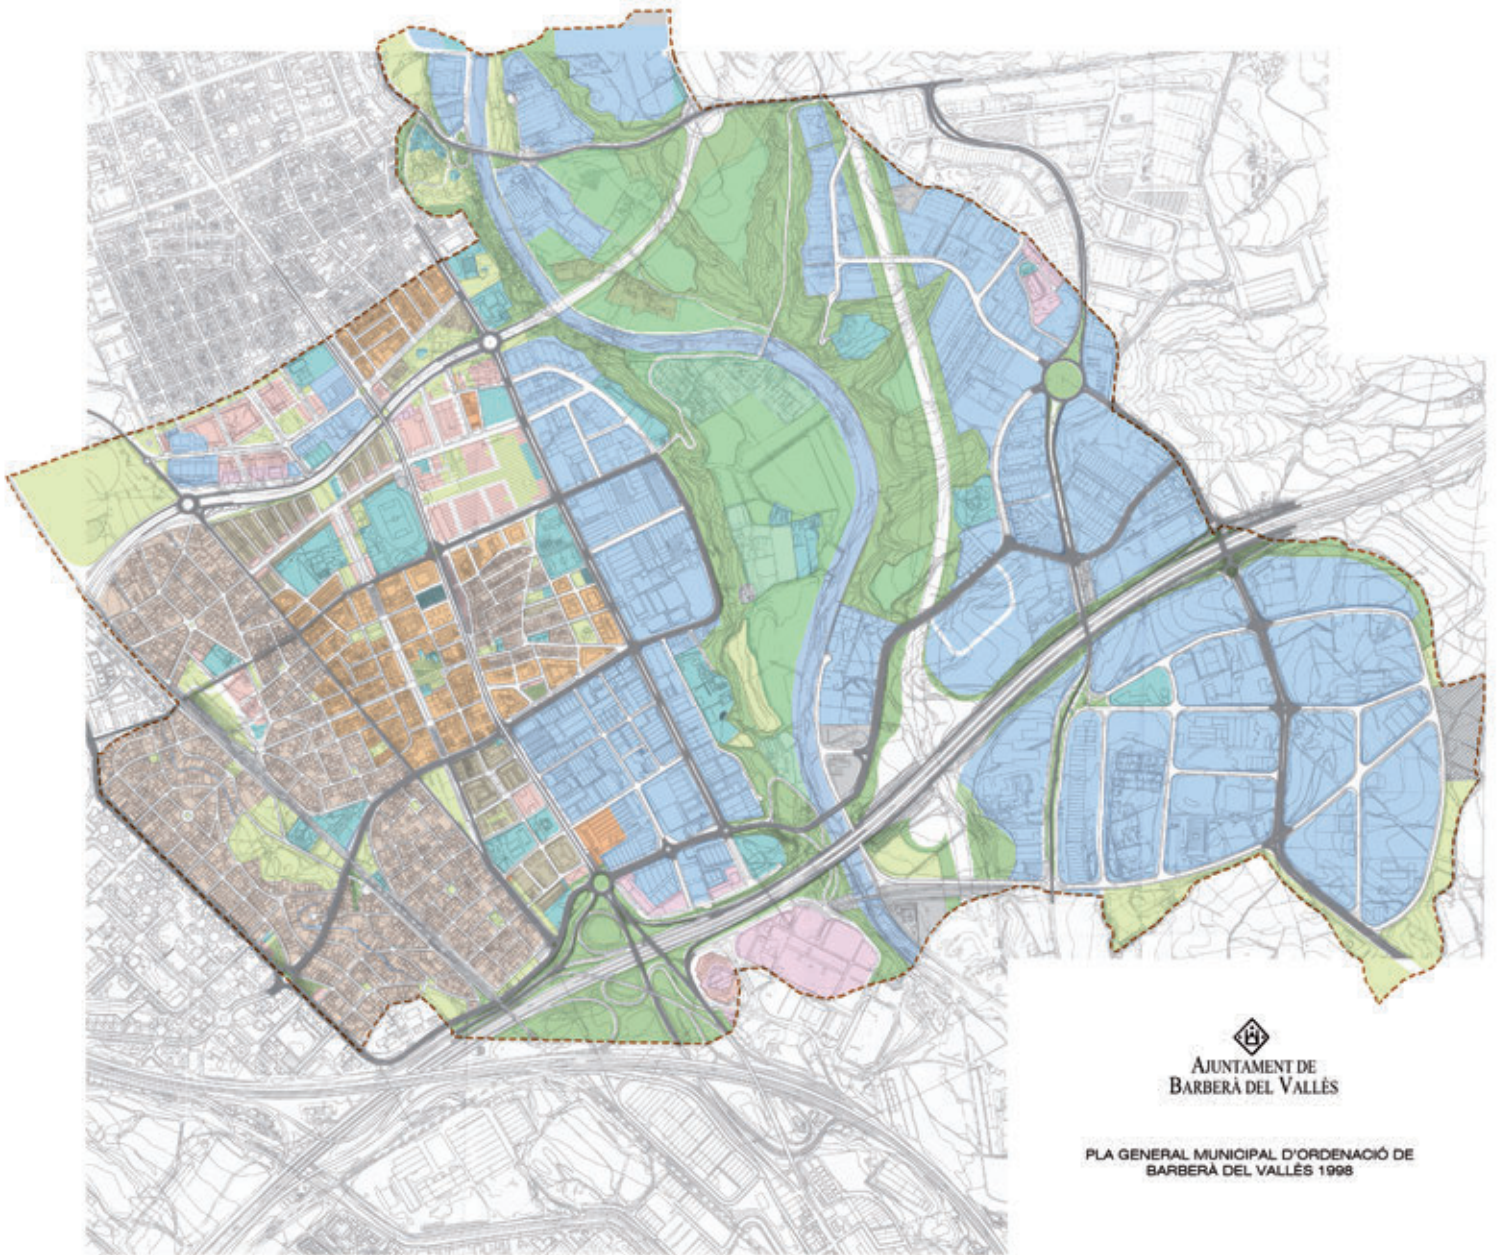 AJUNTAMENT DE
BARBERÀ DEL VALLÈS
PLA GENERAL MUNICIPAL D'ORDENACIÓ DE
BARBERÀ DEL VALLÈS 1998